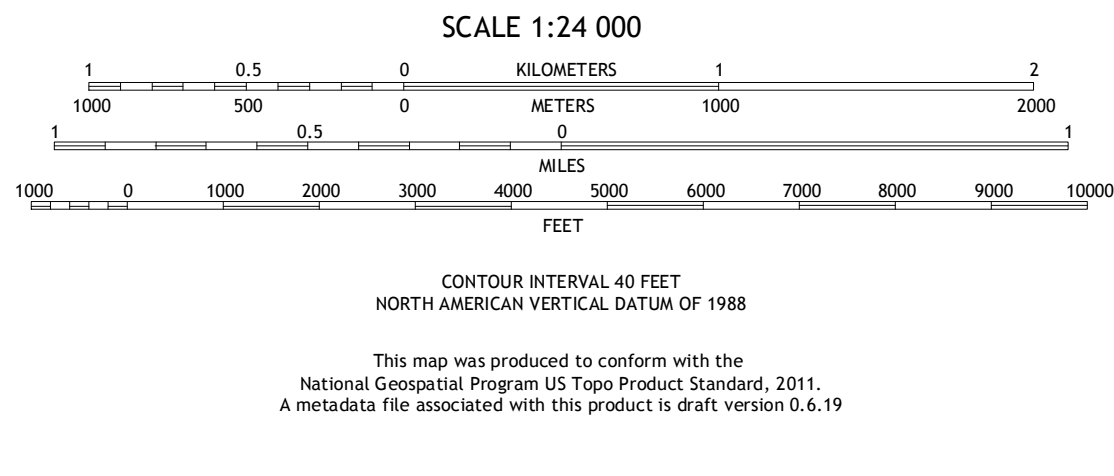 SCALE 1:24 000
1 0.5 0 KILOMETERS 1 2
1000 500 0 METERS 1000 2000
1 0.5 0 1
MILES
1000 0 1000 2000 3000 4000 5000 6000 7000 8000 9000 10000
FEET
CONTOUR INTERVAL 40 FEET
NORTH AMERICAN VERTICAL DATUM OF 1988
This map was produced to conform with the
National Geospatial Program US Topo Product Standard, 2011.
A metadata file associated with this product is draft version 0.6.19